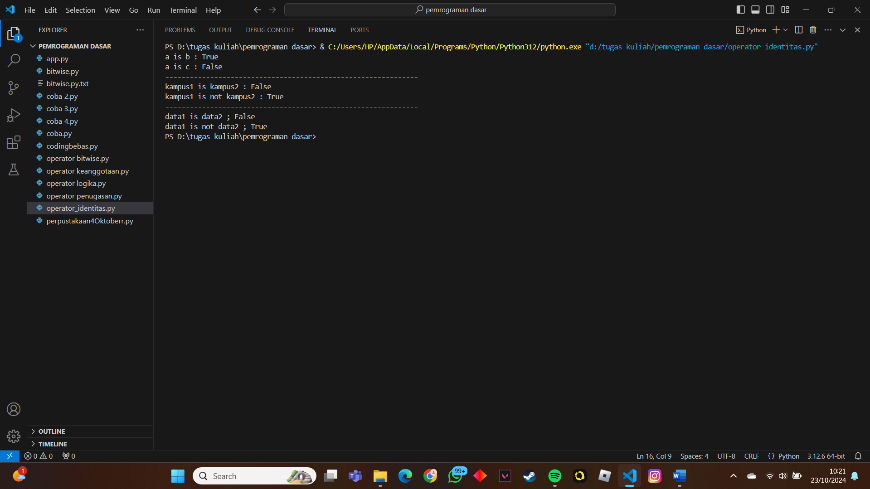 File Edit Selection View Go Run Terminal Help
pemrograman dasar
EXPLORER
PEMROGRAMAN DASAR
app.py
bitwise.py
bitwise.py.txt
coba 2.py
coba 3.py
coba 4.py
coba.py
codingbebas.py
operator bitwise.py
operator keanggotaan.py
operator logika.py
operator penugasan.py
operator_identitas.py
perpustakaan4Oktoberr.py
OUTLINE
TIMELINE
1
PROBLEMS OUTPUT DEBUG CONSOLE TERMINAL PORTS
Python
PS D:\tugas kuliah\pemrograman dasar> & C:/Users/HP/AppData/Local/Programs/Python/Python312/python.exe "d:/tugas kuliah/pemrograman dasar/operator identitas.py"
a is b : True
a is c : False
------------------------------------------------------------
kampus1 is kampus2 : False
kampus1 is not kampus2 : True
------------------------------------------------------------
data1 is data2 ; False
data1 is not data2 ; True
PS D:\tugas kuliah\pemrograman dasar>
0 0 0 Ln 16, Col 9 Spaces: 4 UTF-8 CRLF {} Python 3.12.6 64-bit
1 Search 99+ 10:21
23/10/2024